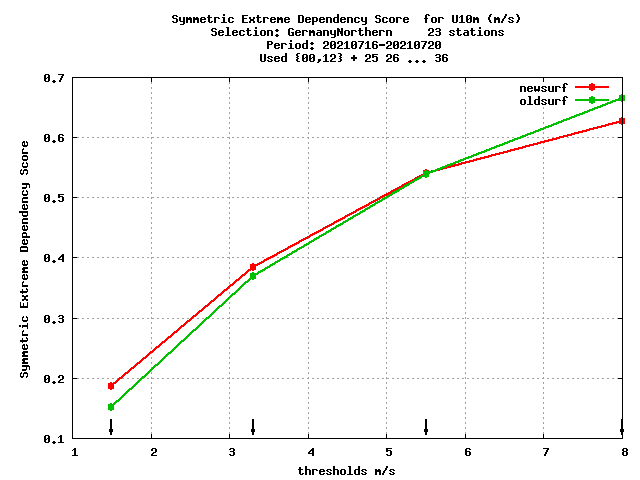 Symmetric Extreme Dependency Score  for U10m (m/s)
Selection: GermanyNorthern     23 stations
Period: 20210716-20210720
Used {00,12} + 25 26 ... 36
newsurf
oldsurf
Symmetric Extreme Dependency Score
0.7
0.6
0.5
0.4
0.3
0.2
0.1
1 2 3 4 5 6 7 8
thresholds m/s